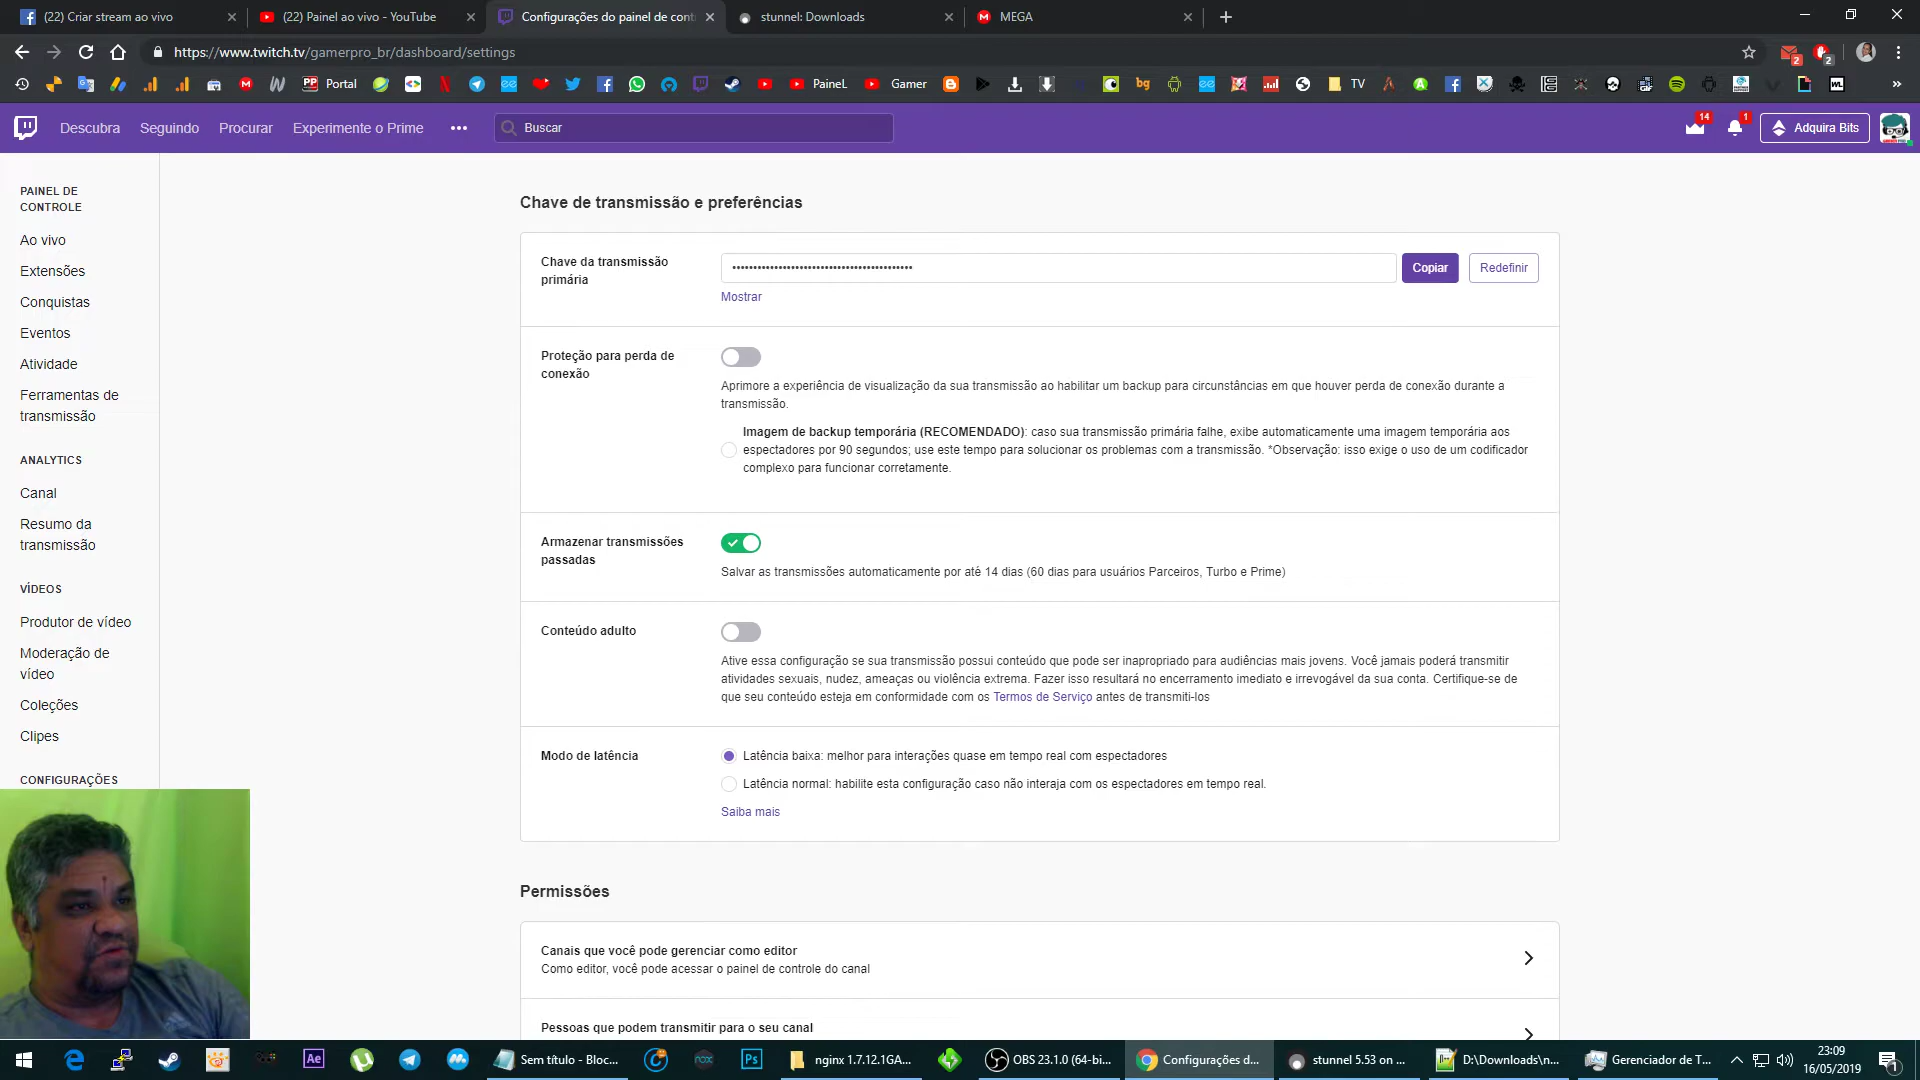 (22) Criar stream ao vivo
(22) Painel ao vivo - YouTube
Configurações do painel de cont
stunnel: Downloads
MEGA
https://www.twitch.tv/gamerpro_br/dashboard/settings
2
2
Portal
PaineL
Gamer
TV
Descubra
Seguindo
Procurar
Experimente o Prime
Buscar
14
1
Adquira Bits
PAINEL DE
CONTROLE
Ao vivo
Extensões
Conquistas
Eventos
Atividade
Ferramentas de
transmissão
ANALYTICS
Canal
Resumo da
transmissão
VÍDEOS
Produtor de vídeo
Moderação de
vídeo
Coleções
Clipes
CONFIGURAÇÕES
Chave de transmissão e preferências
Chave da transmissão
primária
Copiar
Redefinir
Mostrar
Proteção para perda de
conexão
Aprimore a experiência de visualização da sua transmissão ao habilitar um backup para circunstâncias em que houver perda de conexão durante a
transmissão.
Imagem de backup temporária (RECOMENDADO): caso sua transmissão primária falhe, exibe automaticamente uma imagem temporária aos
espectadores por 90 segundos; use este tempo para solucionar os problemas com a transmissão. *Observação: isso exige o uso de um codificador
complexo para funcionar corretamente.
Armazenar transmissões
passadas
Salvar as transmissões automaticamente por até 14 dias (60 dias para usuários Parceiros, Turbo e Prime)
Conteúdo adulto
Ative essa configuração se sua transmissão possui conteúdo que pode ser inapropriado para audiências mais jovens. Você jamais poderá transmitir
atividades sexuais, nudez, ameaças ou violência extrema. Fazer isso resultará no encerramento imediato e irrevogável da sua conta. Certifique-se de
que seu conteúdo esteja em conformidade com os Termos de Serviço antes de transmiti-los
Modo de latência
Latência baixa: melhor para interações quase em tempo real com espectadores
Latência normal: habilite esta configuração caso não interaja com os espectadores em tempo real.
Saiba mais
Permissões
Canais que você pode gerenciar como editor
Como editor, você pode acessar o painel de controle do canal
Pessoas que podem transmitir para o seu canal
Sem título - Bloc...
nginx 1.7.12.1GA...
OBS 23.1.0 (64-bi...
Configurações d...
stunnel 5.53 on ...
D:\Downloads\n...
Gerenciador de T...
23:09
16/05/2019
1